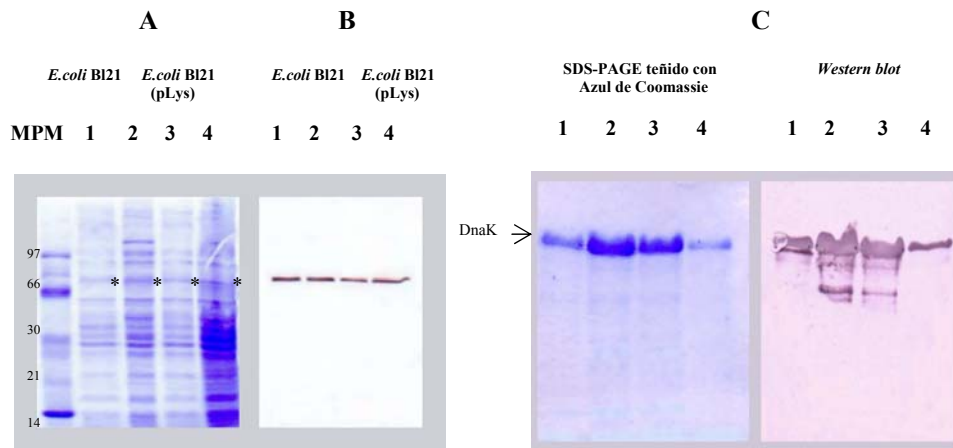 A
B
C
E.coli Bl21
E.coli Bl21
(pLys)
E.coli Bl21
E.coli Bl21
(pLys)
SDS-PAGE teñido con
Azul de Coomassie
Western blot
MPM 1 2 3 4
1 2 3 4
1 2 3 4
1 2 3 4
DnaK
97
66
* * * *
30
21
14